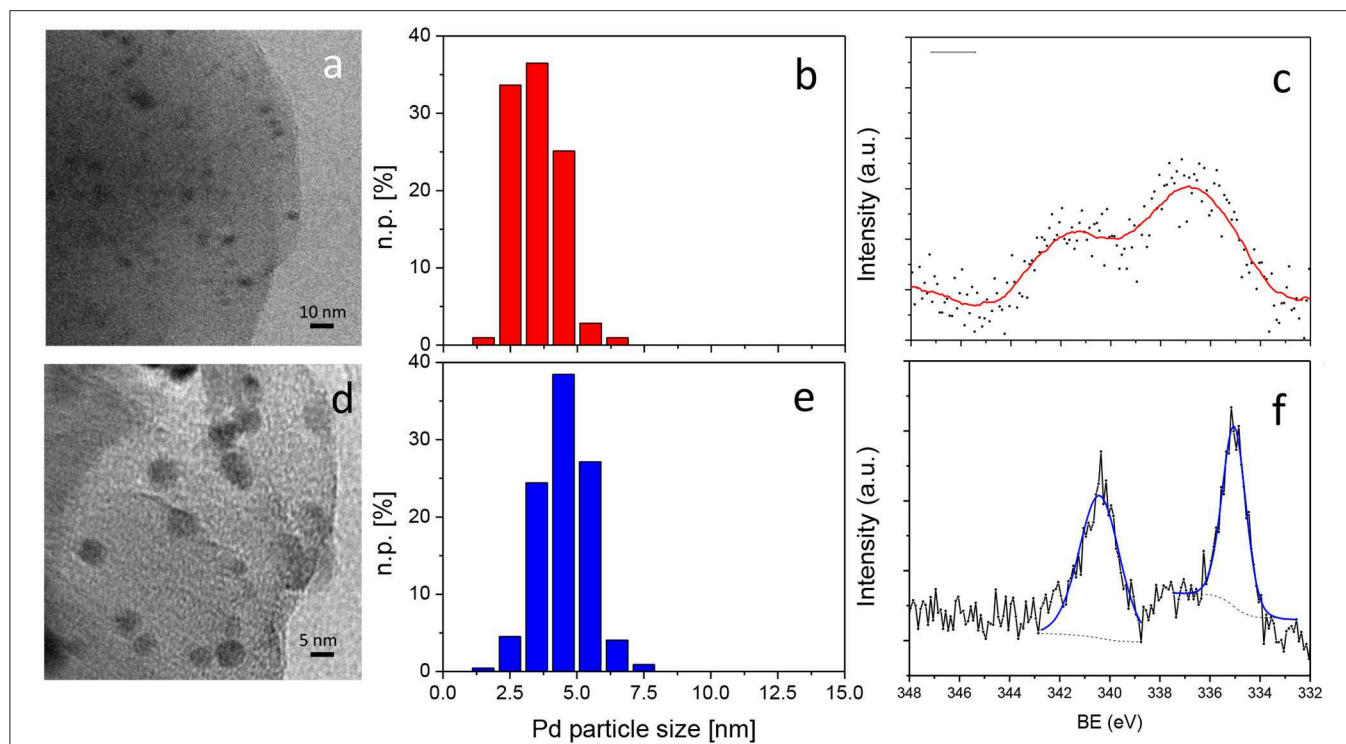 a
10 nm
40
30
20
10
0
n.p. [%]
b
Intensity (a.u.)
c
d
5 nm
40
30
20
10
0
n.p. [%]
e
0.0 2.5 5.0 7.5 10.0 12.5 15.0
Pd particle size [nm]
Intensity (a.u.)
f
348 346 344 342 340 338 336 334 332
BE (eV)